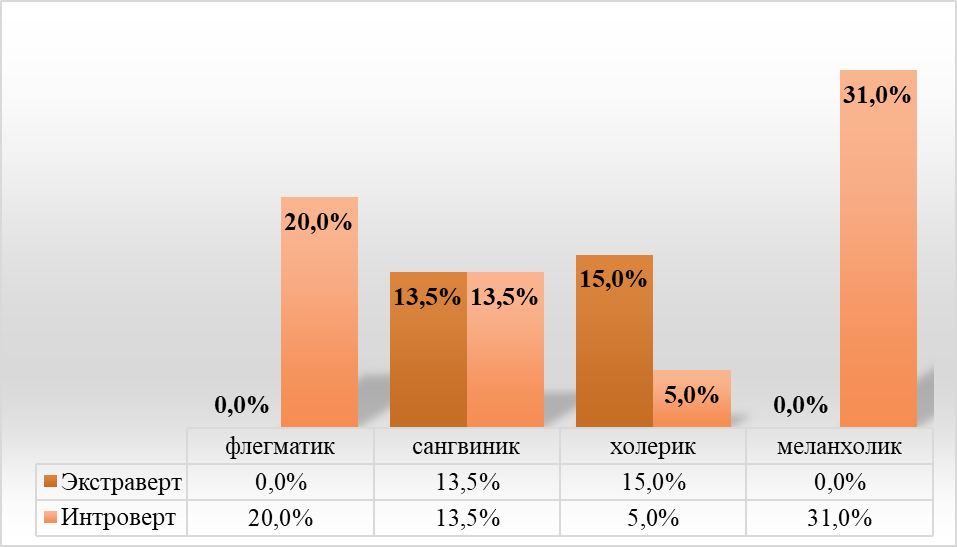 31,0%
20,0%
15,0%
13,5% 13,5%
5,0%
0,0% 0,0%
флегматик сангвиник холерик меланхолик
Экстраверт 0,0% 13,5% 15,0% 0,0%
Интроверт 20,0% 13,5% 5,0% 31,0%